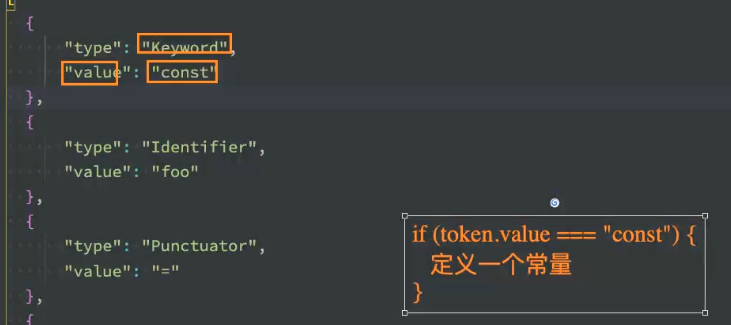 [
{
"type": "Keyword",
"value": "const"
},
{
"type": "Identifier",
"value": "foo"
},
{
"type": "Punctuator",
"value": "="
},
{
if (token.value === "const") {
定义一个常量
}